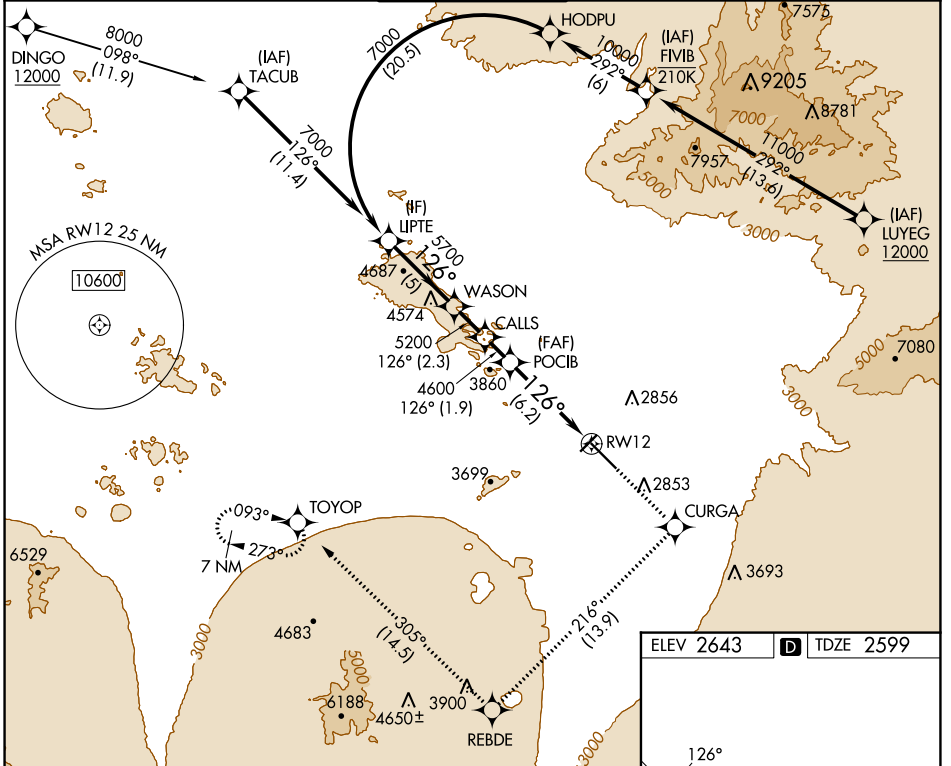 DINGO
12000
8000
098°
(11.9)
(IAF)
TACUB
7000
126°
(11.4)
7000
(20.5)
HODPU
10000
292°
(6)
(IAF)
FIVIB
210K
7575
9205
8781
7000
7957
5000
11000
292°
(13.6)
3000
(IAF)
LUYEG
12000
MSA RW12 25 NM
10600
(IF)
LIPTE
5700
126°
(5)
4687
4574
WASON
CALLS
5200
126° (2.3)
(FAF)
POCIB
4600
126° (1.9)
3860
126°
(6.2)
2856
RW12
2853
7080
5000
3000
3699
CURGA
TOYOP
093°
273°
7 NM
6529
3000
4683
305°
(14.5)
216°
(13.9)
3693
5000
6188
4650±
3900
REBDE
3000
ELEV 2643 D TDZE 2599
126°